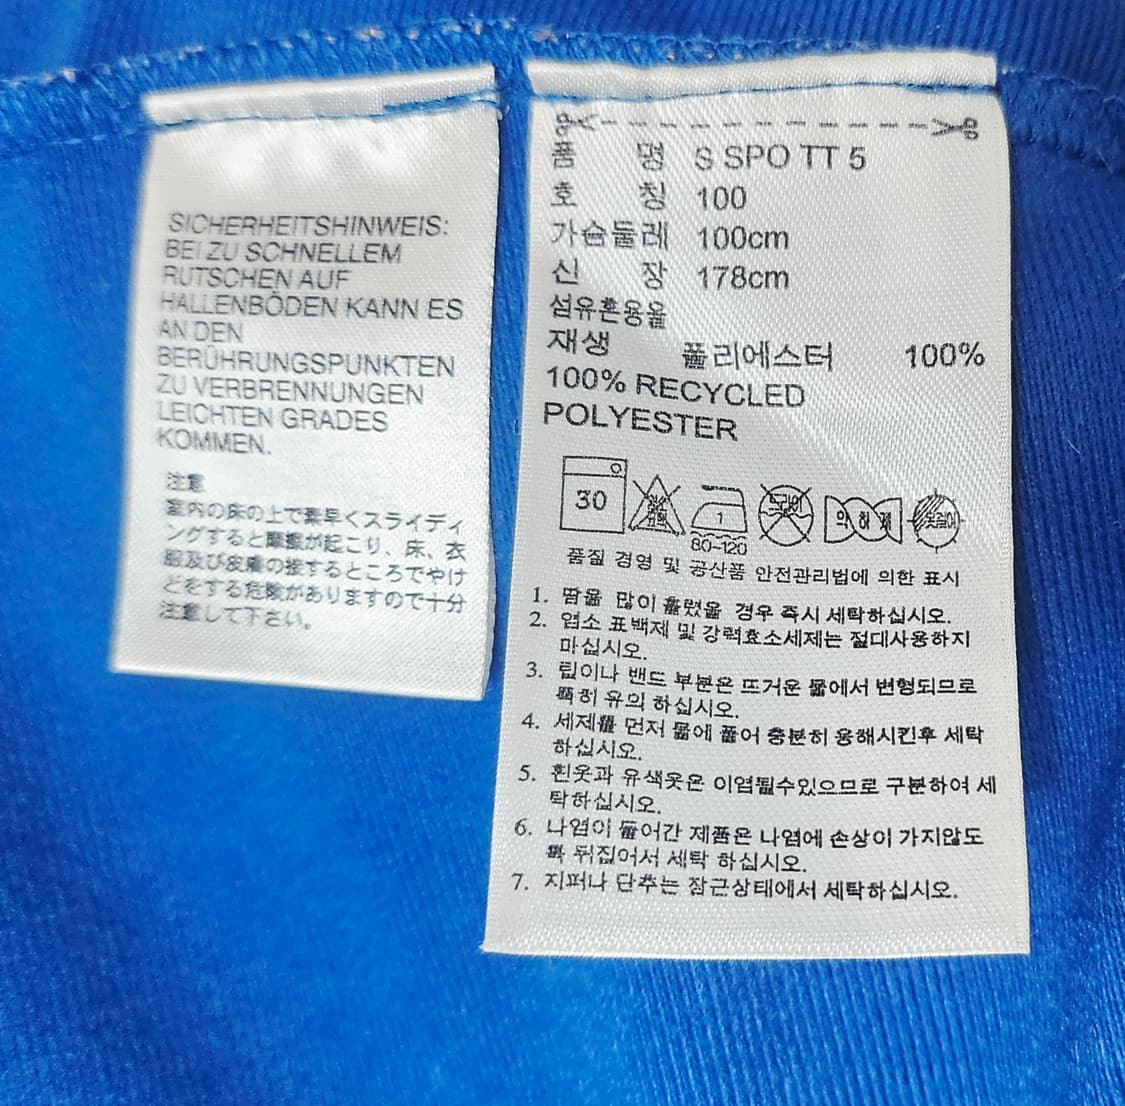 SICHERHEITSHINWEIS:
BEI ZU SCHNELLEM
RUTSCHEN AUF
HALLENBÖDEN KANN ES
AN DEN
BERÜHRUNGSPUNKTEN
ZU VERBRENNUNGEN
LEICHTEN GRADES
KOMMEN.
注意
室内の床の上で素早くスライディ
ングすると摩擦が起こり、床、衣
服及び皮膚の接するところでやけ
どをする危険がありますので十分
注意して下さい。
품 명 S SPO TT 5
호 칭 100
가슴둘레 100cm
신 장 178cm
섬유혼용율
재생 폴리에스터 100%
100% RECYCLED
POLYESTER
30 염소표백 1 드라이 약하게 옷걸이
80-120
품질 경영 및 공산품 안전관리법에 의한 표시
1. 땀을 많이 흘렸을 경우 즉시 세탁하십시오.
2. 염소 표백제 및 강력효소세제는 절대사용하지
마십시오.
3. 립이나 밴드 부분은 뜨거운 물에서 변형되므로
특히 유의 하십시오.
4. 세제를 먼저 물에 풀어 충분히 용해시킨후 세탁
하십시오.
5. 흰옷과 유색옷은 이염될수있으므로 구분하여 세
탁하십시오.
6. 나염이 들어간 제품은 나염에 손상이 가지않도
록 뒤집어서 세탁 하십시오.
7. 지퍼나 단추는 잠근상태에서 세탁하십시오.